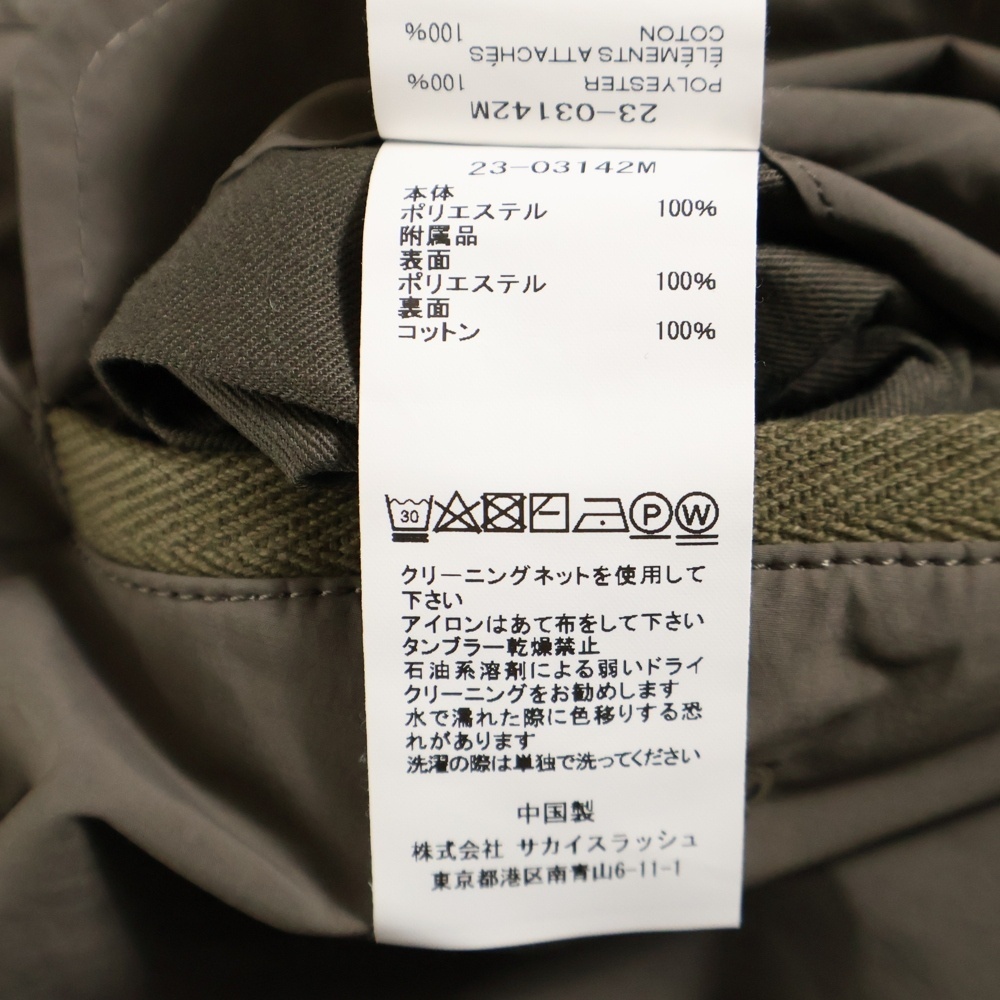 COTON 100%
ÉLÉMENTS ATTACHÉS
POLYESTER 100%
23-03142M
23-03142M
本体
ポリエステル 100%
附属品
表面
ポリエステル 100%
裏面
コットン 100%
30 P W
クリーニングネットを使用して
下さい
アイロンはあて布をして下さい
タンブラー乾燥禁止
石油系溶剤による弱いドライ
クリーニングをお勧めします
水で濡れた際に色移りする恐
れがあります
洗濯の際は単独で洗ってください
中国製
株式会社 サカイスラッシュ
東京都港区南青山6-11-1